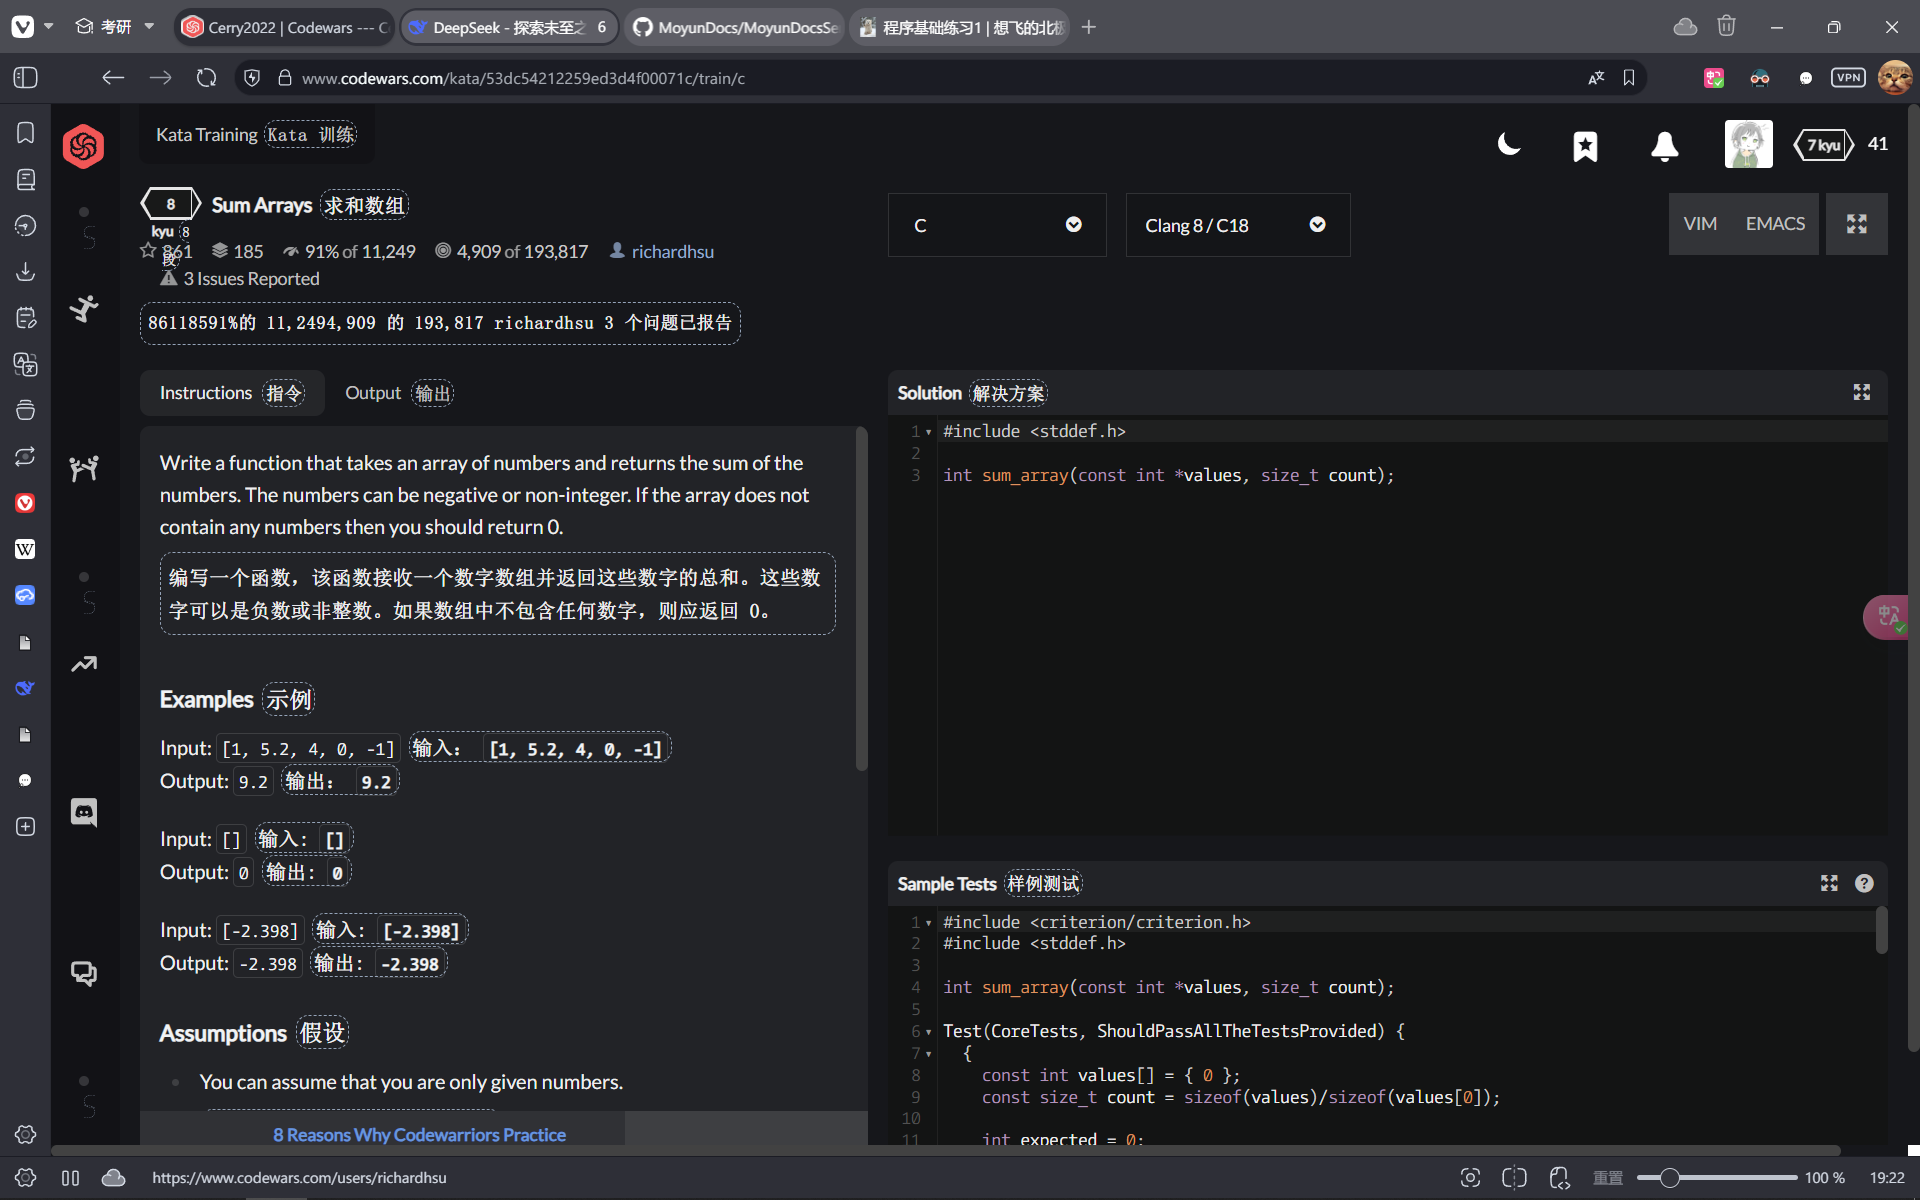 考研
Cerry2022 | Codewars --- C
DeepSeek - 探索未至之 6
MoyunDocs/MoyunDocsSe
程序基础练习1 | 想飞的北极
www.codewars.com/kata/53dc54212259ed3d4f00071c/train/c
VPN
Kata Training Kata 训练
7 kyu 41
8 kyu 8 段
Sum Arrays 求和数组
C
Clang 8 / C18
VIM EMACS
861 185 91% of 11,249 4,909 of 193,817 richardhsu
3 Issues Reported
86118591%的 11,2494,909 的 193,817 richardhsu 3 个问题已报告
Instructions 指令 Output 输出
Write a function that takes an array of numbers and returns the sum of the
numbers. The numbers can be negative or non-integer. If the array does not
contain any numbers then you should return 0.
编写一个函数，该函数接收一个数字数组并返回这些数字的总和。这些数
字可以是负数或非整数。如果数组中不包含任何数字，则应返回 0。
Examples 示例
Input: [1, 5.2, 4, 0, -1] 输入： [1, 5.2, 4, 0, -1]
Output: 9.2 输出： 9.2
Input: [] 输入： []
Output: 0 输出： 0
Input: [-2.398] 输入： [-2.398]
Output: -2.398 输出： -2.398
Assumptions 假设
You can assume that you are only given numbers.
8 Reasons Why Codewarriors Practice
Solution 解决方案
1 #include <stddef.h>
2
3 int sum_array(const int *values, size_t count);
Sample Tests 样例测试
1 #include <criterion/criterion.h>
2 #include <stddef.h>
3
4 int sum_array(const int *values, size_t count);
5
6 Test(CoreTests, ShouldPassAllTheTestsProvided) {
7 {
8 const int values[] = { 0 };
9 const size_t count = sizeof(values)/sizeof(values[0]);
10
11 int expected = 0;
https://www.codewars.com/users/richardhsu
重置 100 % 19:22